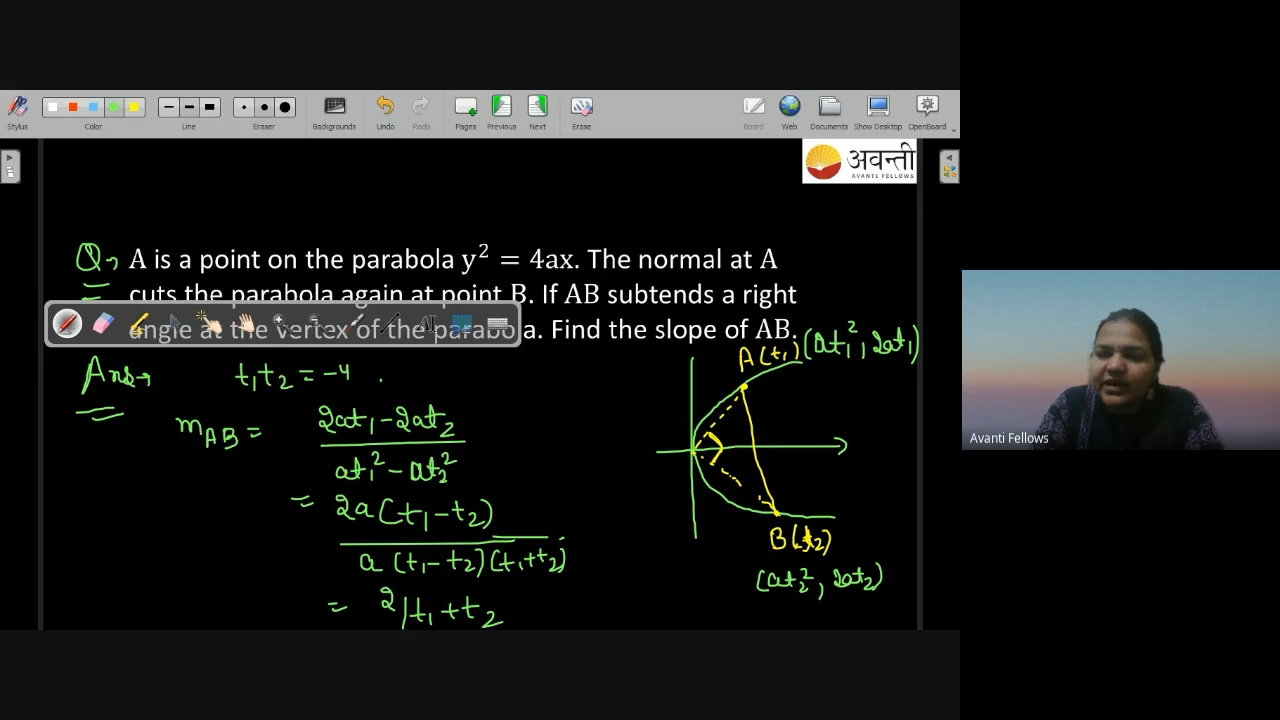 Stylus
Color
Line
Eraser
Backgrounds
Undo
Redo
Pages
Previous
Next
Erase
Board
Web
Documents
Show Desktop
OpenBoard
अवन्ती
AVANTI FELLOWS
Q→ A is a point on the parabola y² = 4ax. The normal at A
cuts the parabola again at point B. If AB subtends a right
angle at the vertex of the parabola. Find the slope of AB.
Ans→ t₁t₂ = -4 .
m_AB = 2at₁ - 2at₂ / at₁² - at₂²
= 2a(t₁ - t₂) / a(t₁ - t₂)(t₁+t₂)
= 2/t₁+t₂
A(t₁) (at₁², 2at₁)
B(t₂)
(at₂², 2at₂)
Avanti Fellows